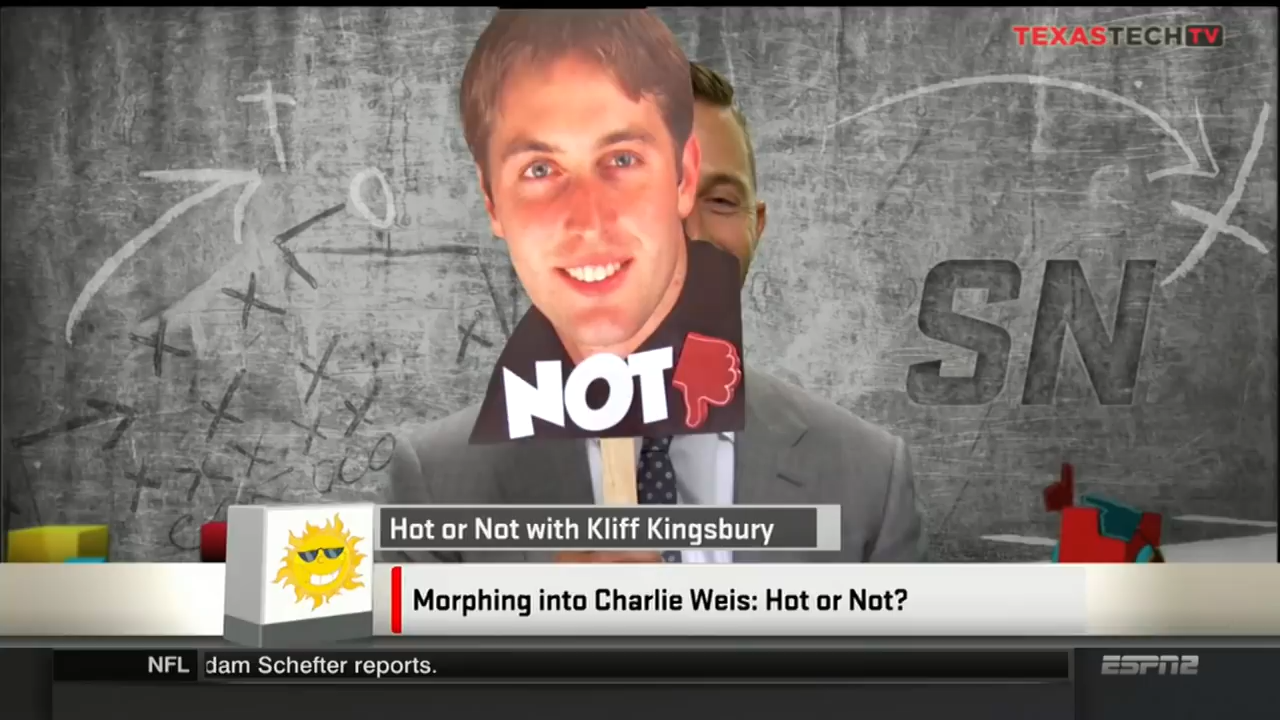 TEXASTECHTV
SN
NOT
Hot or Not with Kliff Kingsbury
Morphing into Charlie Weis: Hot or Not?
NFL dam Schefter reports.
ESPN2